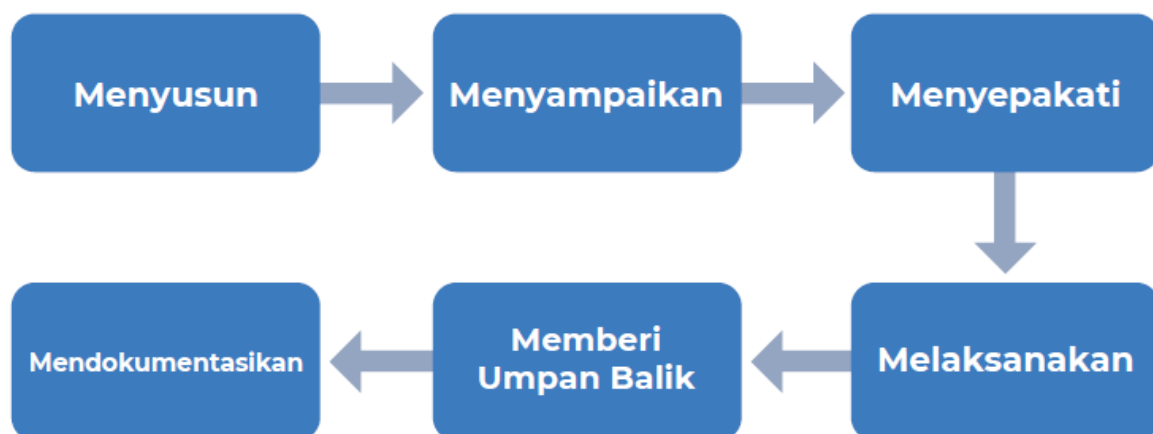 Menyusun
Menyampaikan
Menyepakati
Melaksanakan
Memberi
Umpan Balik
Mendokumentasikan